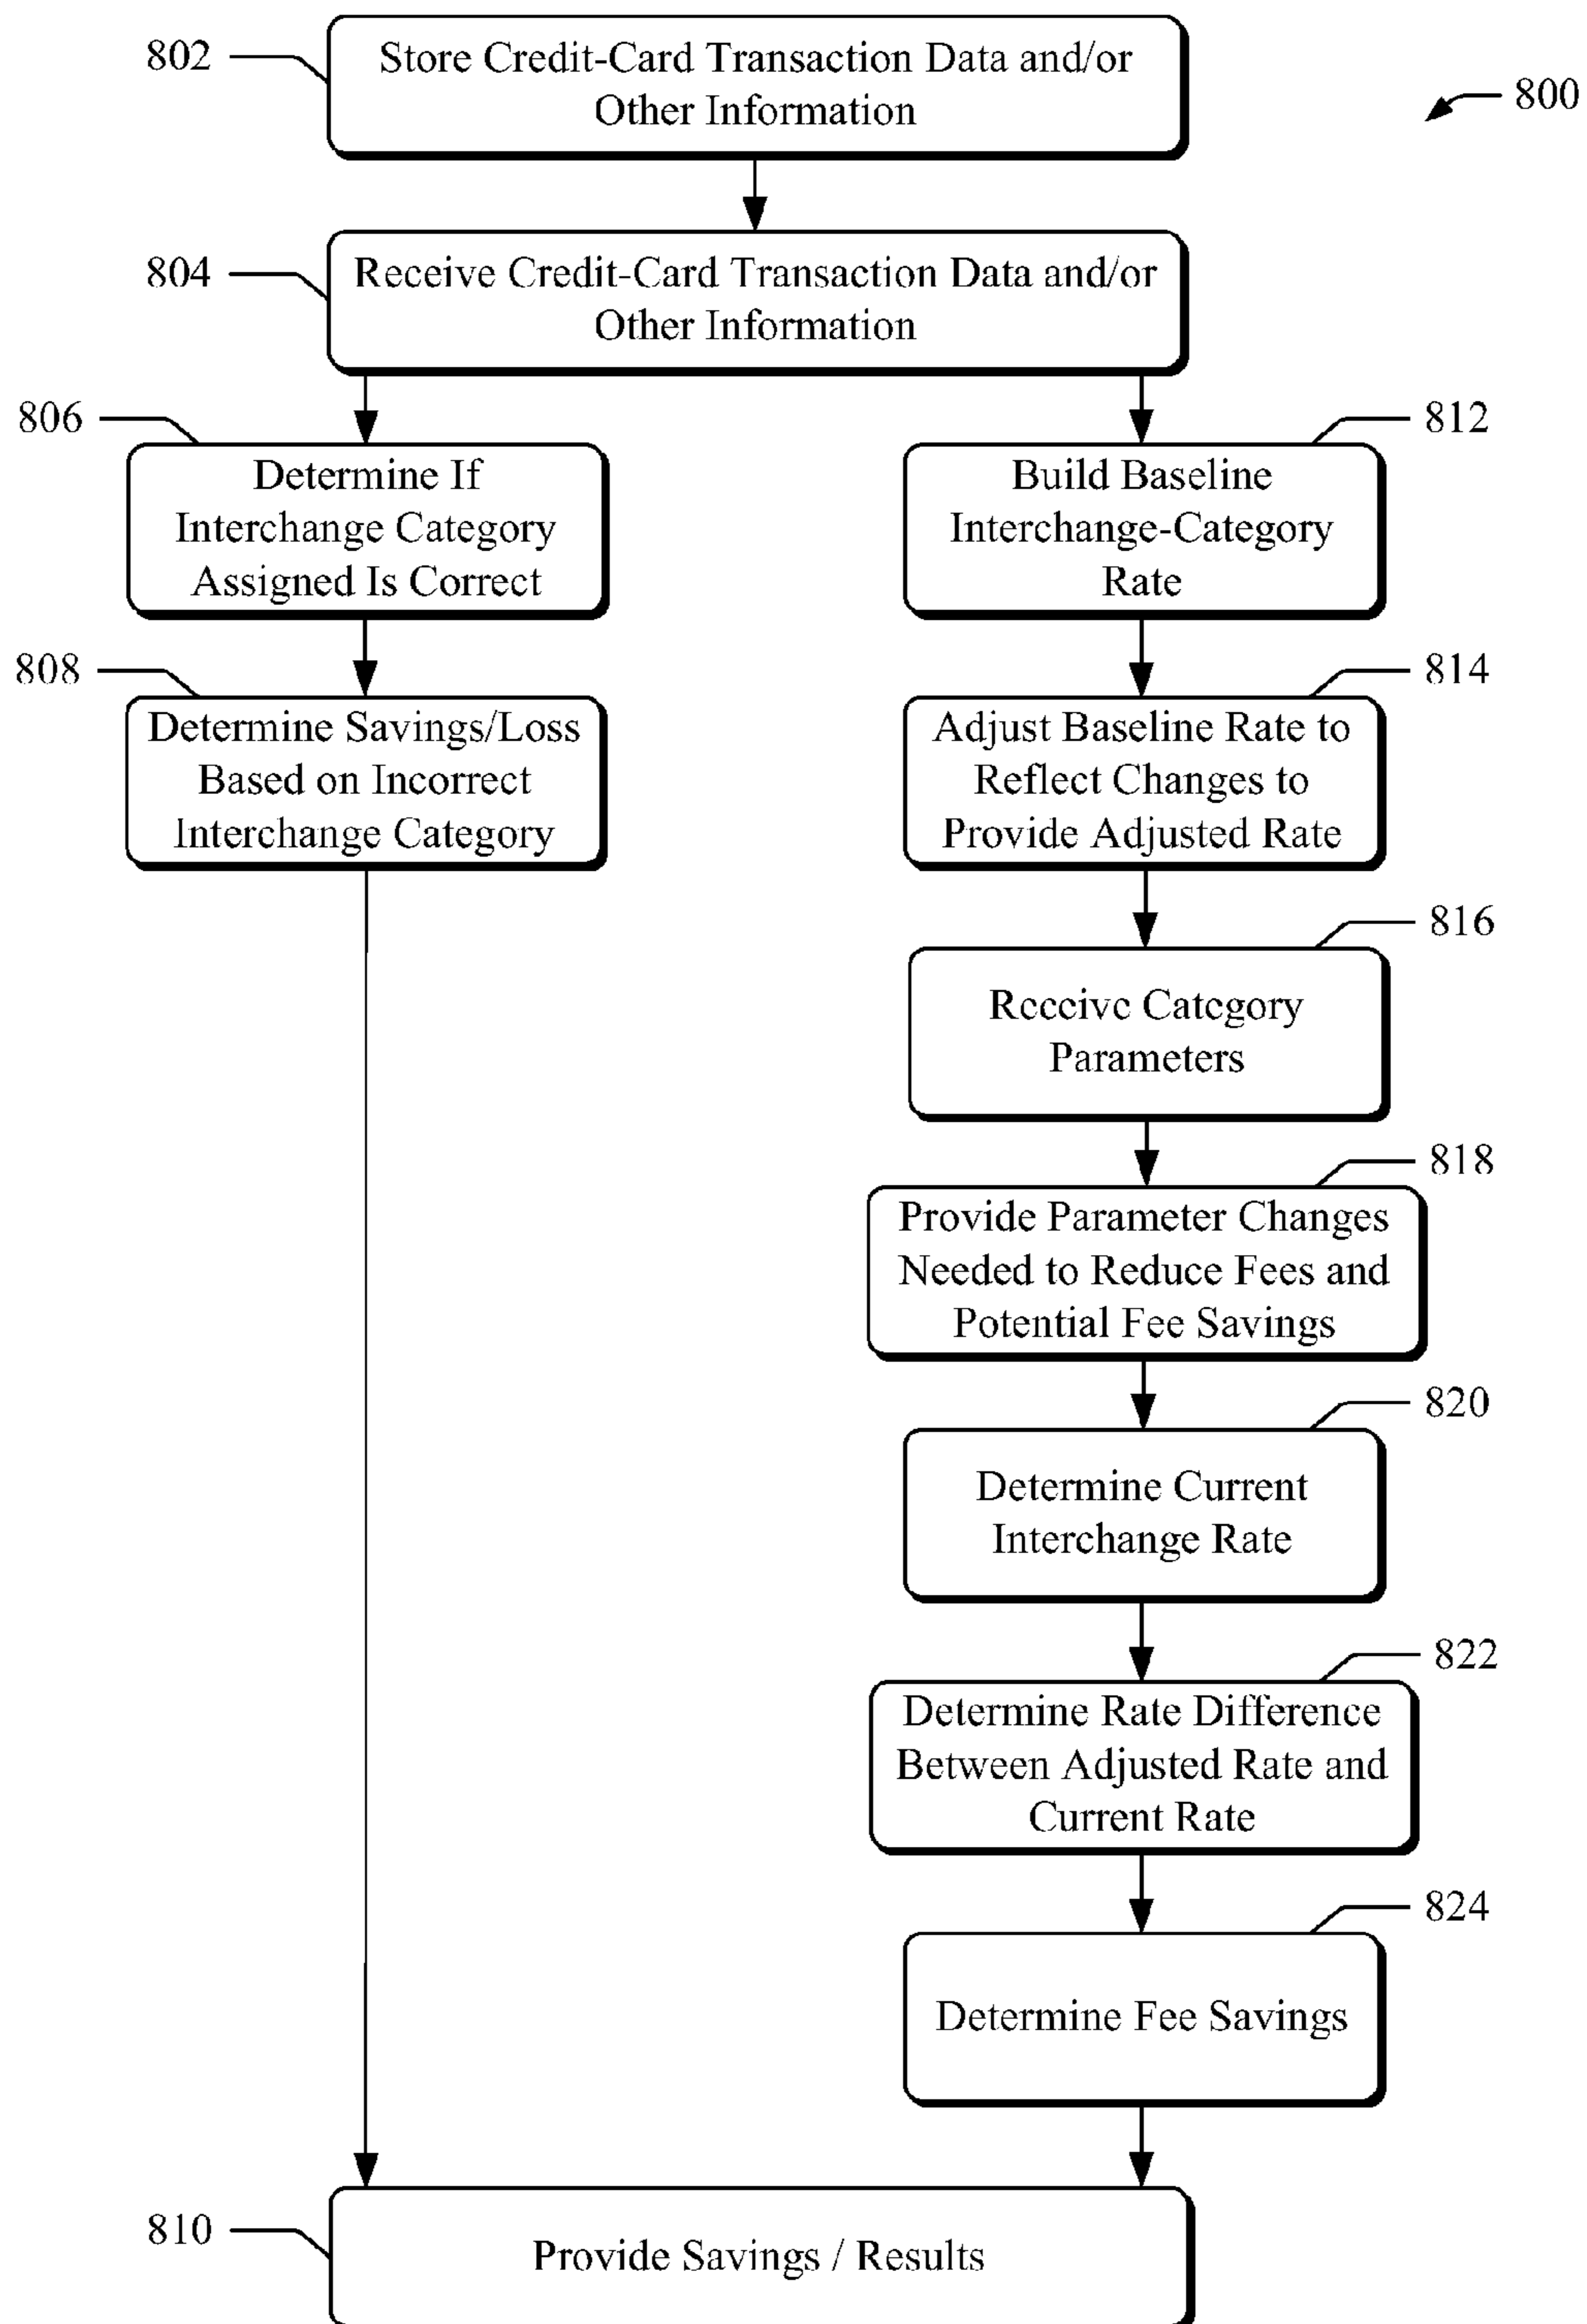 802
Store Credit-Card Transaction Data and/or
Other Information
800
804
Receive Credit-Card Transaction Data and/or
Other Information
806
Determine If
Interchange Category
Assigned Is Correct
808
Determine Savings/Loss
Based on Incorrect
Interchange Category
812
Build Baseline
Interchange-Category
Rate
814
Adjust Baseline Rate to
Reflect Changes to
Provide Adjusted Rate
816
Receive Category
Parameters
818
Provide Parameter Changes
Needed to Reduce Fees and
Potential Fee Savings
820
Determine Current
Interchange Rate
822
Determine Rate Difference
Between Adjusted Rate and
Current Rate
824
Determine Fee Savings
810
Provide Savings / Results